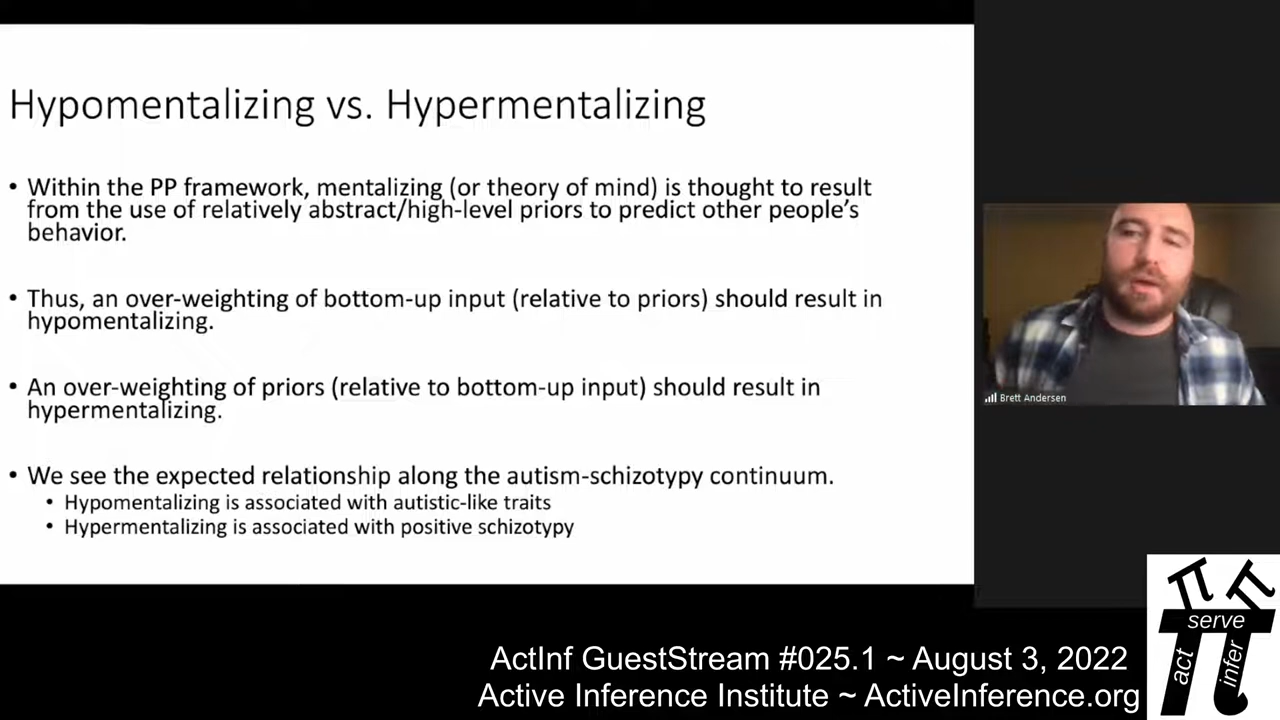 Hypomentalizing vs. Hypermentalizing
• Within the PP framework, mentalizing (or theory of mind) is thought to result
from the use of relatively abstract/high-level priors to predict other people's
behavior.
• Thus, an over-weighting of bottom-up input (relative to priors) should result in
hypomentalizing.
• An over-weighting of priors (relative to bottom-up input) should result in
hypermentalizing.
• We see the expected relationship along the autism-schizotypy continuum.
• Hypomentalizing is associated with autistic-like traits
• Hypermentalizing is associated with positive schizotypy
Brett Andersen
ActInf GuestStream #025.1 ~ August 3, 2022
Active Inference Institute ~ ActiveInference.org
π π
serve
act
infer